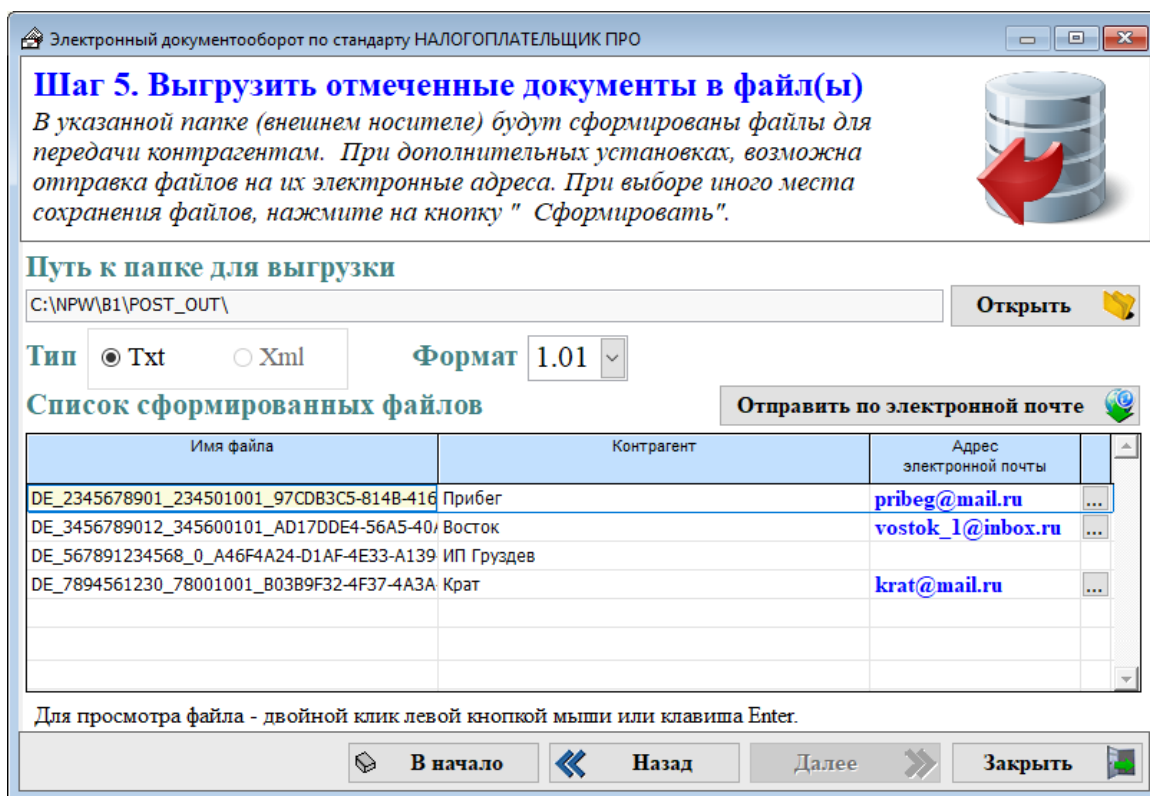 Электронный документооборот по стандарту НАЛОГОПЛАТЕЛЬЩИК ПРО
Шаг 5. Выгрузить отмеченные документы в файл(ы)
В указанной папке (внешнем носителе) будут сформированы файлы для
передачи контрагентам. При дополнительных установках, возможна
отправка файлов на их электронные адреса. При выборе иного места
сохранения файлов, нажмите на кнопку " Сформировать".
Путь к папке для выгрузки
C:\NPW\B1\POST_OUT\ Открыть
Тип Txt Xml Формат 1.01
Список сформированных файлов Отправить по электронной почте
Имя файла Контрагент Адрес
электронной почты
DE_2345678901_234501001_97CDB3C5-814B-416 Прибег pribeg@mail.ru ...
DE_3456789012_345600101_AD17DDE4-56A5-40 Восток vostok_1@inbox.ru ...
DE_567891234568_0_A46F4A24-D1AF-4E33-A139 ИП Груздев
DE_7894561230_78001001_B03B9F32-4F37-4A3A Крат krat@mail.ru ...
Для просмотра файла - двойной клик левой кнопкой мыши или клавиша Enter.
В начало Назад Далее Закрыть